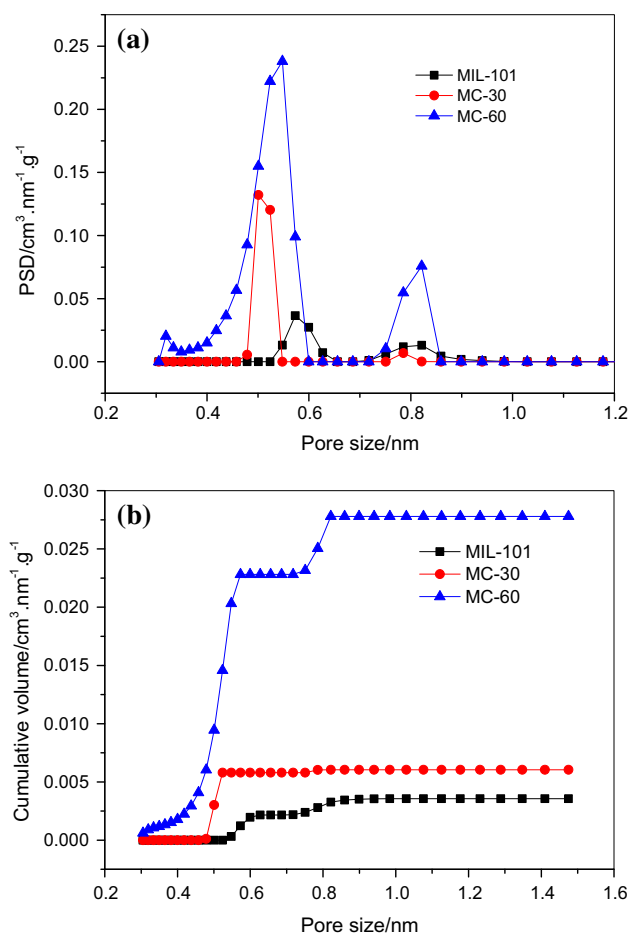 (a)
MIL-101
MC-30
MC-60
PSD/cm³.nm⁻¹.g⁻¹
0.25
0.20
0.15
0.10
0.05
0.00
0.2 0.4 0.6 0.8 1.0 1.2
Pore size/nm
(b)
MIL-101
MC-30
MC-60
Cumulative volume/cm³.nm⁻¹.g⁻¹
0.030
0.025
0.020
0.015
0.010
0.005
0.000
0.2 0.4 0.6 0.8 1.0 1.2 1.4 1.6
Pore size/nm